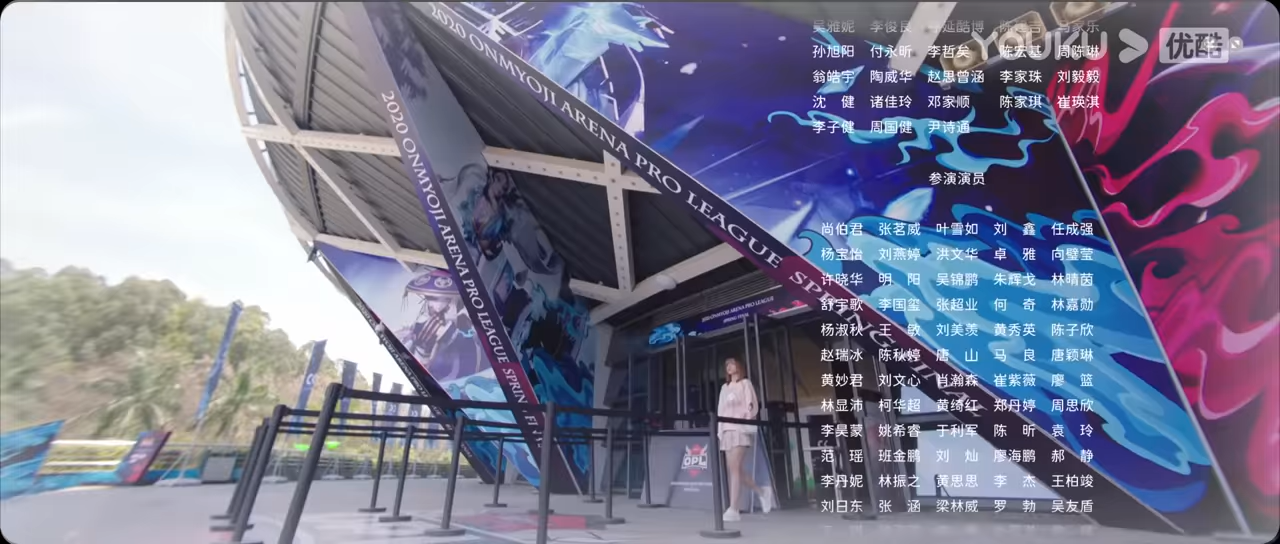 吴雅妮 李俊良
孙旭阳 付永昕 李哲矣 陈宏基 周陈琳
翁皓宇 陶威华 赵思曾涵 李家珠 刘毅毅
沈 健 诸佳玲 邓家顺 陈家琪 崔瑛淇
李子健 周国健 尹诗通
参演演员
尚伯君 张茗威 叶雪如 刘 鑫 任成强
杨宝怡 刘燕婷 洪文华 卓 雅 向璧莹
许晓华 明 阳 吴锦鹏 朱辉戈 林晴茵
舒宇歌 李国玺 张超业 何 奇 林嘉勋
杨淑秋 王 敏 刘美羡 黄秀英 陈子欣
赵瑞冰 陈秋婷 唐 山 马 良 唐颖琳
黄妙君 刘文心 肖瀚森 崔紫薇 廖 篮
林显沛 柯华超 黄绮红 郑丹婷 周思欣
李昊蒙 姚希睿 于利军 陈 昕 袁 玲
范 瑶 班金鹏 刘 灿 廖海鹏 郝 静
李丹妮 林振之 黄思思 李 杰 王柏竣
刘日东 张 涵 梁林威 罗 勃 吴友盾
YOUKU 优酷
2020 ONMYOJI ARENA PRO LEAGUE SPRING FINAL
2020 ONMYOJI ARENA PRO LEAGUE SPRING
OPL